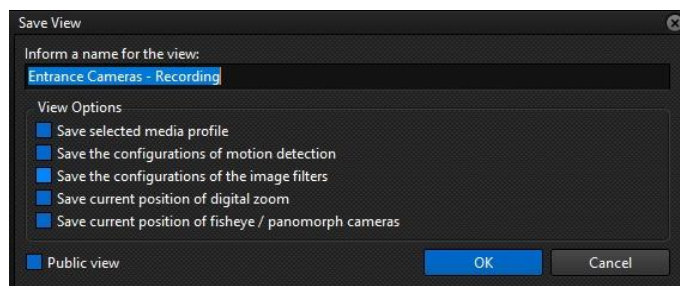 Save View
Inform a name for the view:
Entrance Cameras - Recording
View Options
Save selected media profile
Save the configurations of motion detection
Save the configurations of the image filters
Save current position of digital zoom
Save current position of fisheye / panomorph cameras
Public view
OK
Cancel